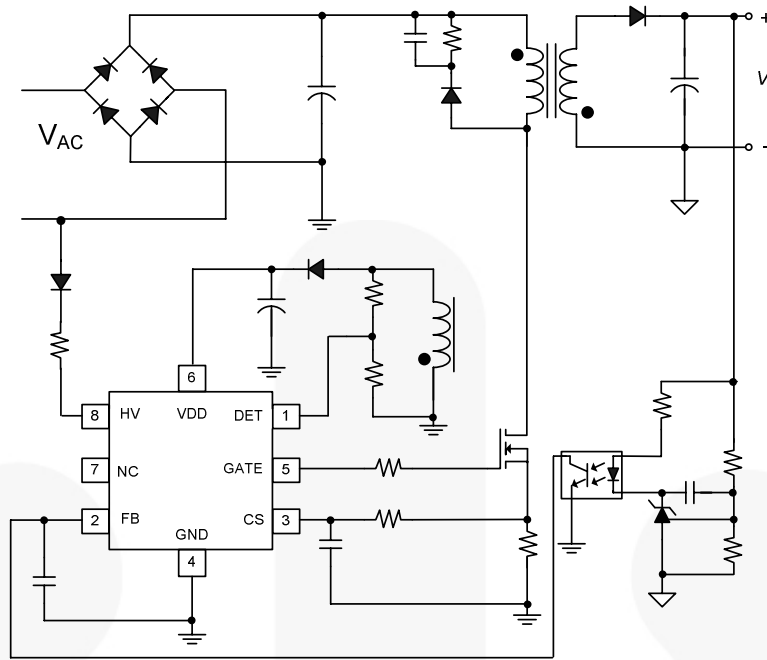 +
V
VAC
−
6
8 HV VDD DET 1
7 NC GATE 5
2 FB CS 3
GND
4